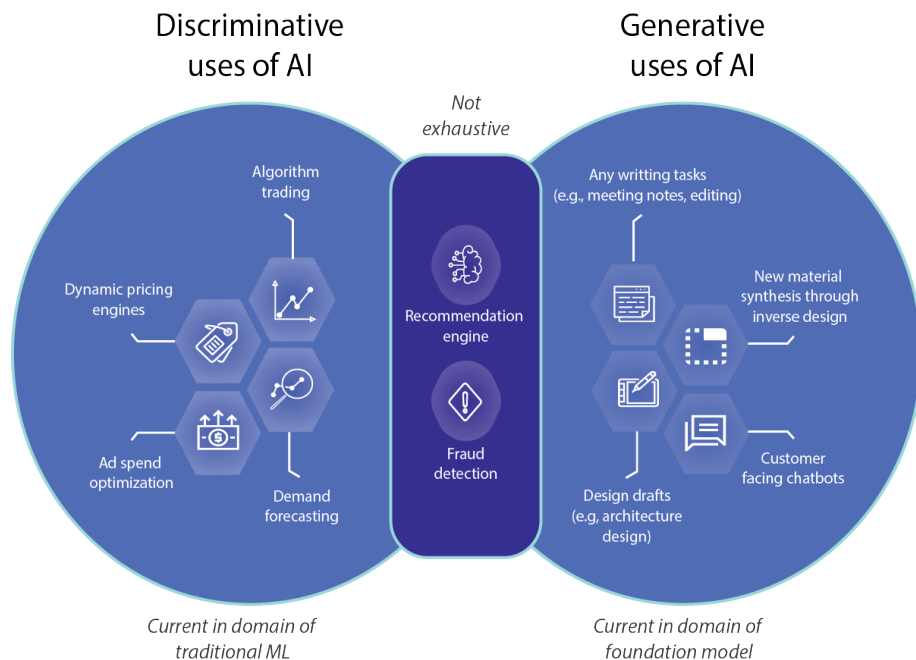 Discriminative
uses of AI
Generative
uses of AI
Not
exhaustive
Algorithm
trading
Dynamic pricing
engines
Ad spend
optimization
Demand
forecasting
Recommendation
engine
Fraud
detection
Any writting tasks
(e.g., meeting notes, editing)
New material
synthesis through
inverse design
Customer
facing chatbots
Design drafts
(e.g, architecture
design)
Current in domain of
traditional ML
Current in domain of
foundation model